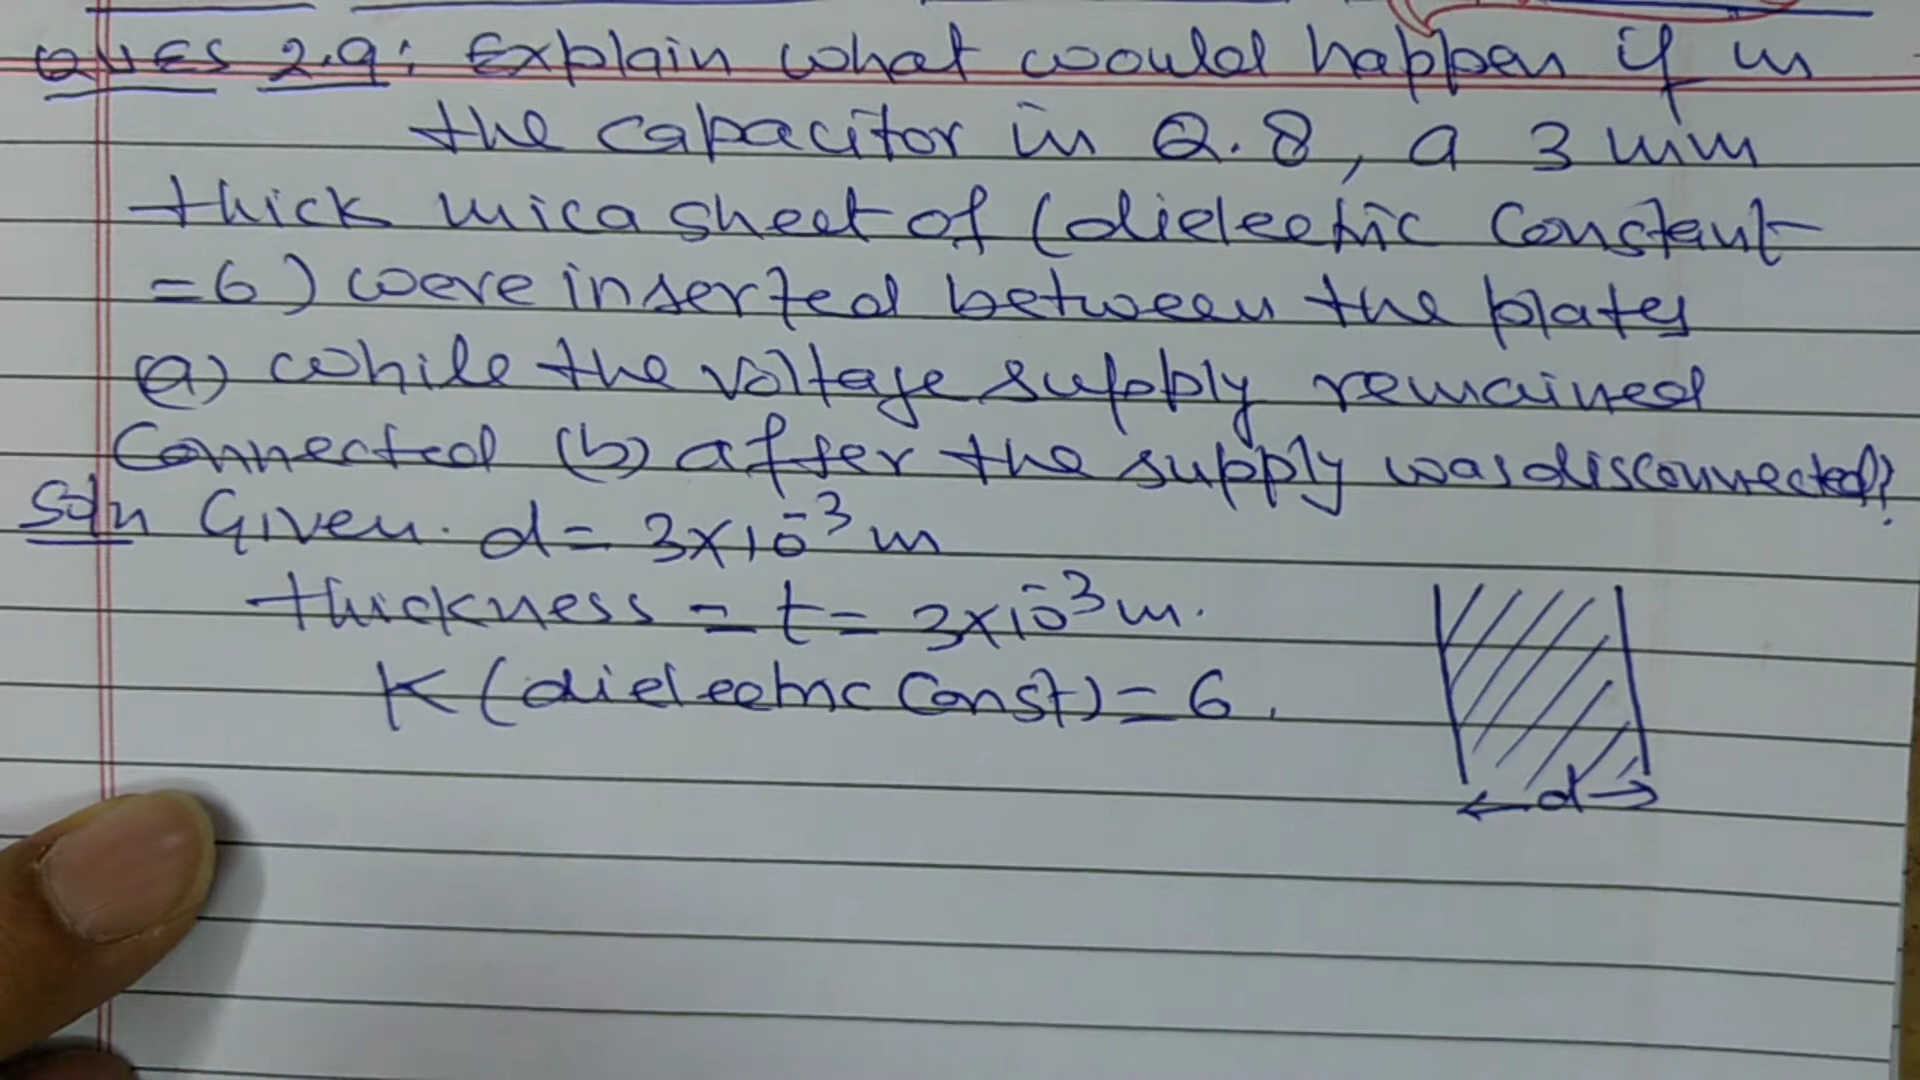 QUES 2.9: Explain what would happen if in
the capacitor in Q.8, a 3 mm
thick mica sheet of (dielectric Constant
=6) were inserted between the plates
(a) while the voltage supply remained
Connected (b) after the supply was disconnected?
Soln Given. d = 3×10⁻³ m
thickness = t = 3×10⁻³ m.
K (dielectric Const) = 6.
d